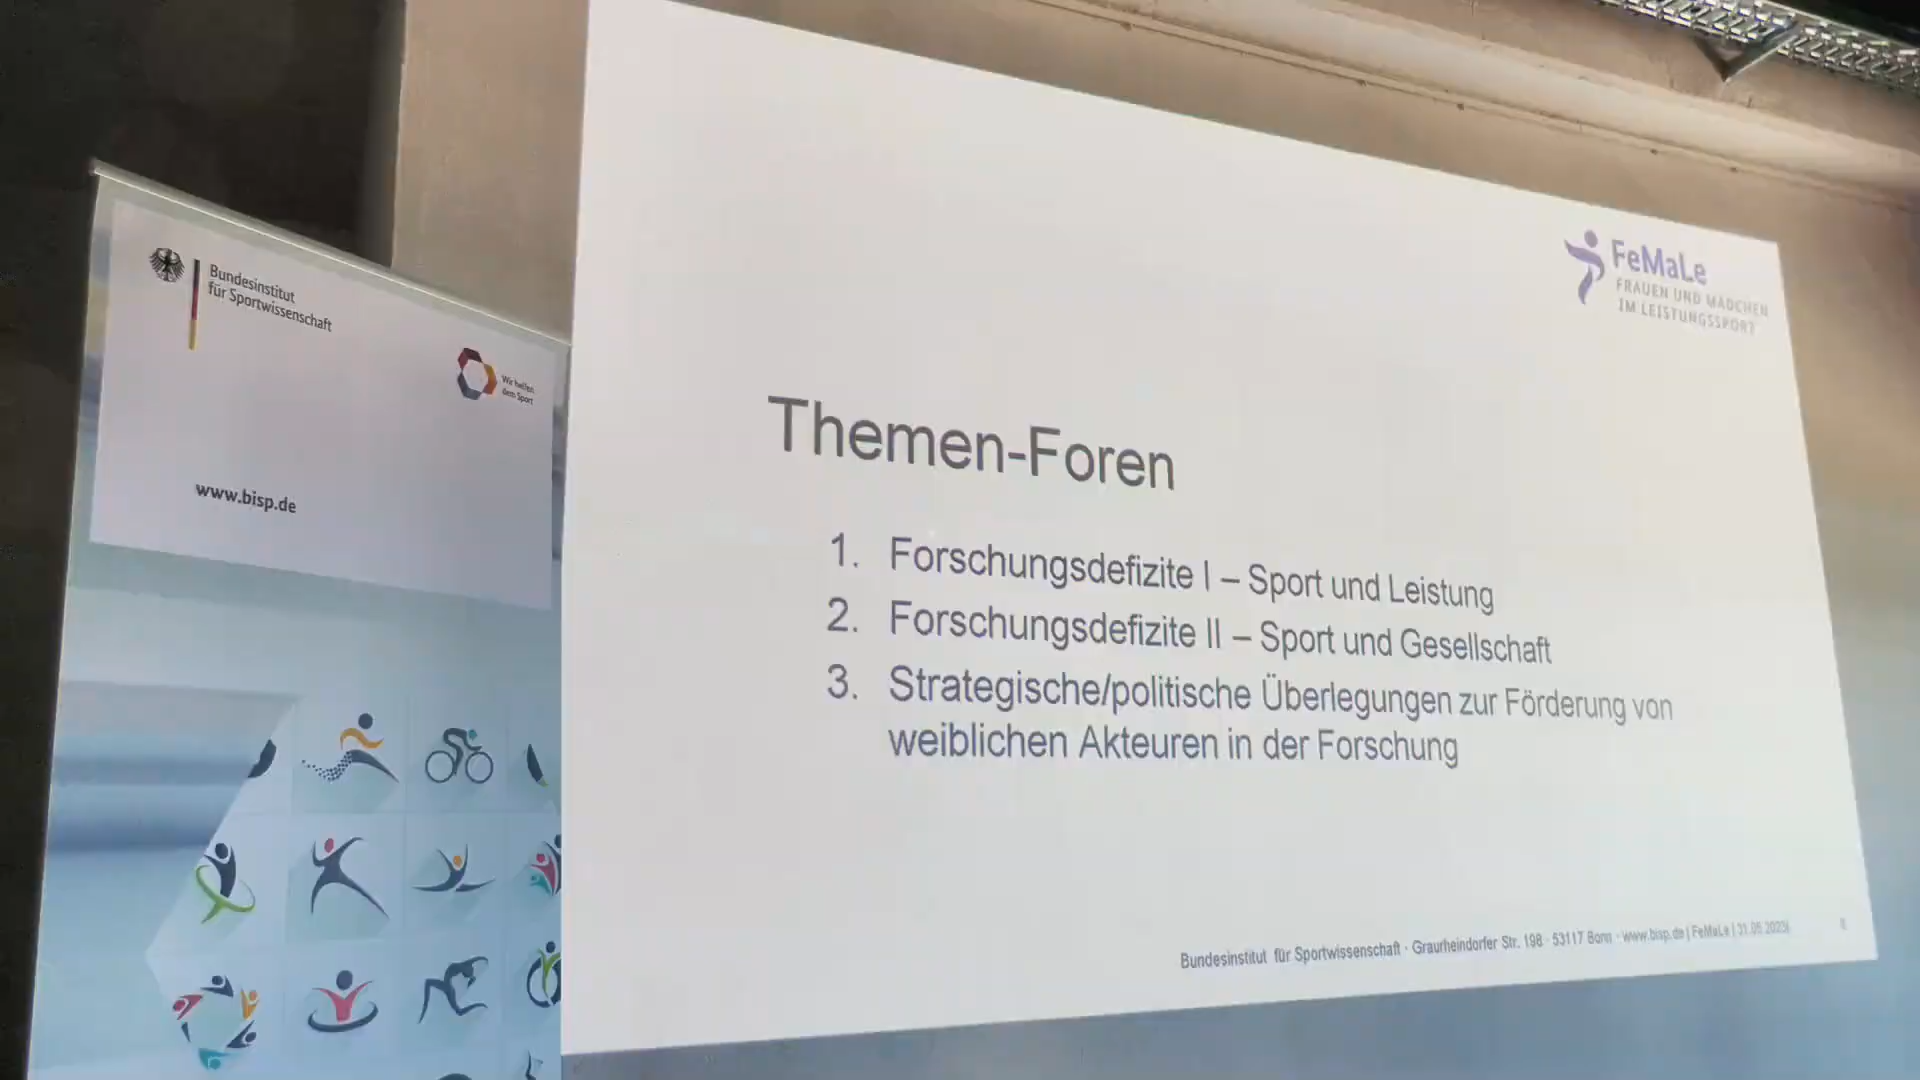 Bundesinstitut
für Sportwissenschaft
Wir helfen
dem Sport
www.bisp.de
FeMaLe
FRAUEN UND MÄDCHEN
IM LEISTUNGSSPORT
Themen-Foren
1. Forschungsdefizite I – Sport und Leistung
2. Forschungsdefizite II – Sport und Gesellschaft
3. Strategische/politische Überlegungen zur Förderung von
weiblichen Akteuren in der Forschung
Bundesinstitut für Sportwissenschaft · Graurheindorfer Str. 198 · 53117 Bonn · www.bisp.de | FeMaLe |